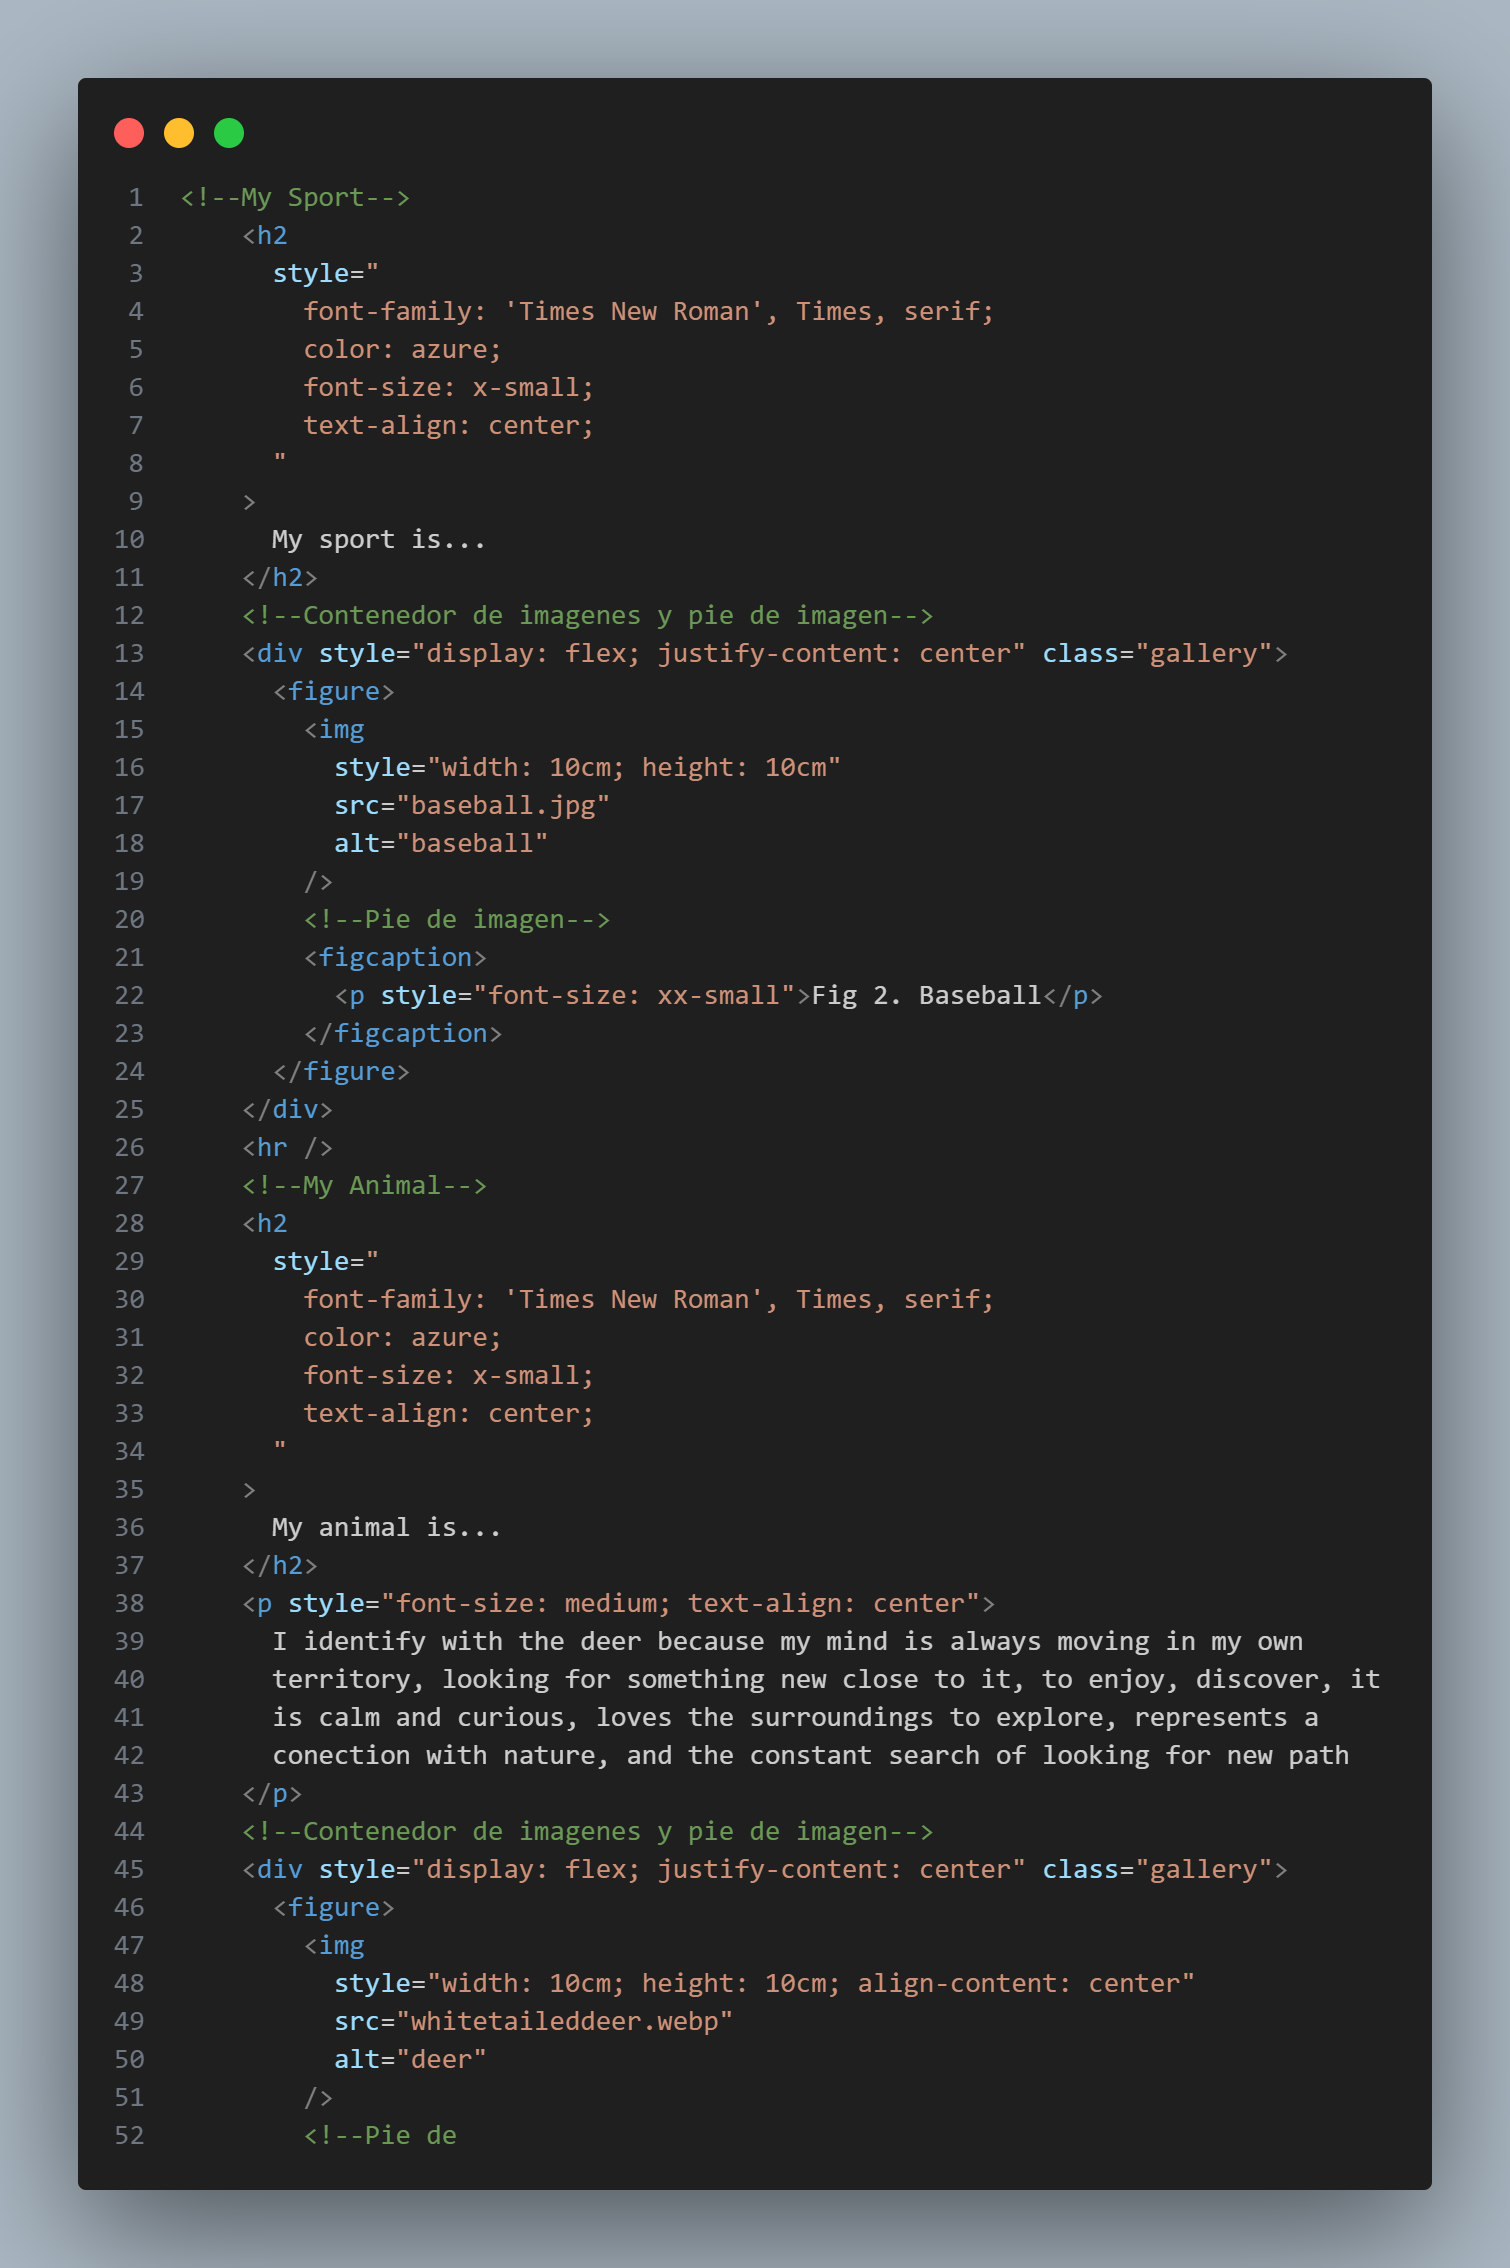 1 <!--My Sport-->
2     <h2
3       style="
4         font-family: 'Times New Roman', Times, serif;
5         color: azure;
6         font-size: x-small;
7         text-align: center;
8       "
9     >
10       My sport is...
11     </h2>
12     <!--Contenedor de imagenes y pie de imagen-->
13     <div style="display: flex; justify-content: center" class="gallery">
14       <figure>
15         <img
16           style="width: 10cm; height: 10cm"
17           src="baseball.jpg"
18           alt="baseball"
19         />
20         <!--Pie de imagen-->
21         <figcaption>
22           <p style="font-size: xx-small">Fig 2. Baseball</p>
23         </figcaption>
24       </figure>
25     </div>
26     <hr />
27     <!--My Animal-->
28     <h2
29       style="
30         font-family: 'Times New Roman', Times, serif;
31         color: azure;
32         font-size: x-small;
33         text-align: center;
34       "
35     >
36       My animal is...
37     </h2>
38     <p style="font-size: medium; text-align: center">
39       I identify with the deer because my mind is always moving in my own
40       territory, looking for something new close to it, to enjoy, discover, it
41       is calm and curious, loves the surroundings to explore, represents a
42       conection with nature, and the constant search of looking for new path
43     </p>
44     <!--Contenedor de imagenes y pie de imagen-->
45     <div style="display: flex; justify-content: center" class="gallery">
46       <figure>
47         <img
48           style="width: 10cm; height: 10cm; align-content: center"
49           src="whitetaileddeer.webp"
50           alt="deer"
51         />
52         <!--Pie de